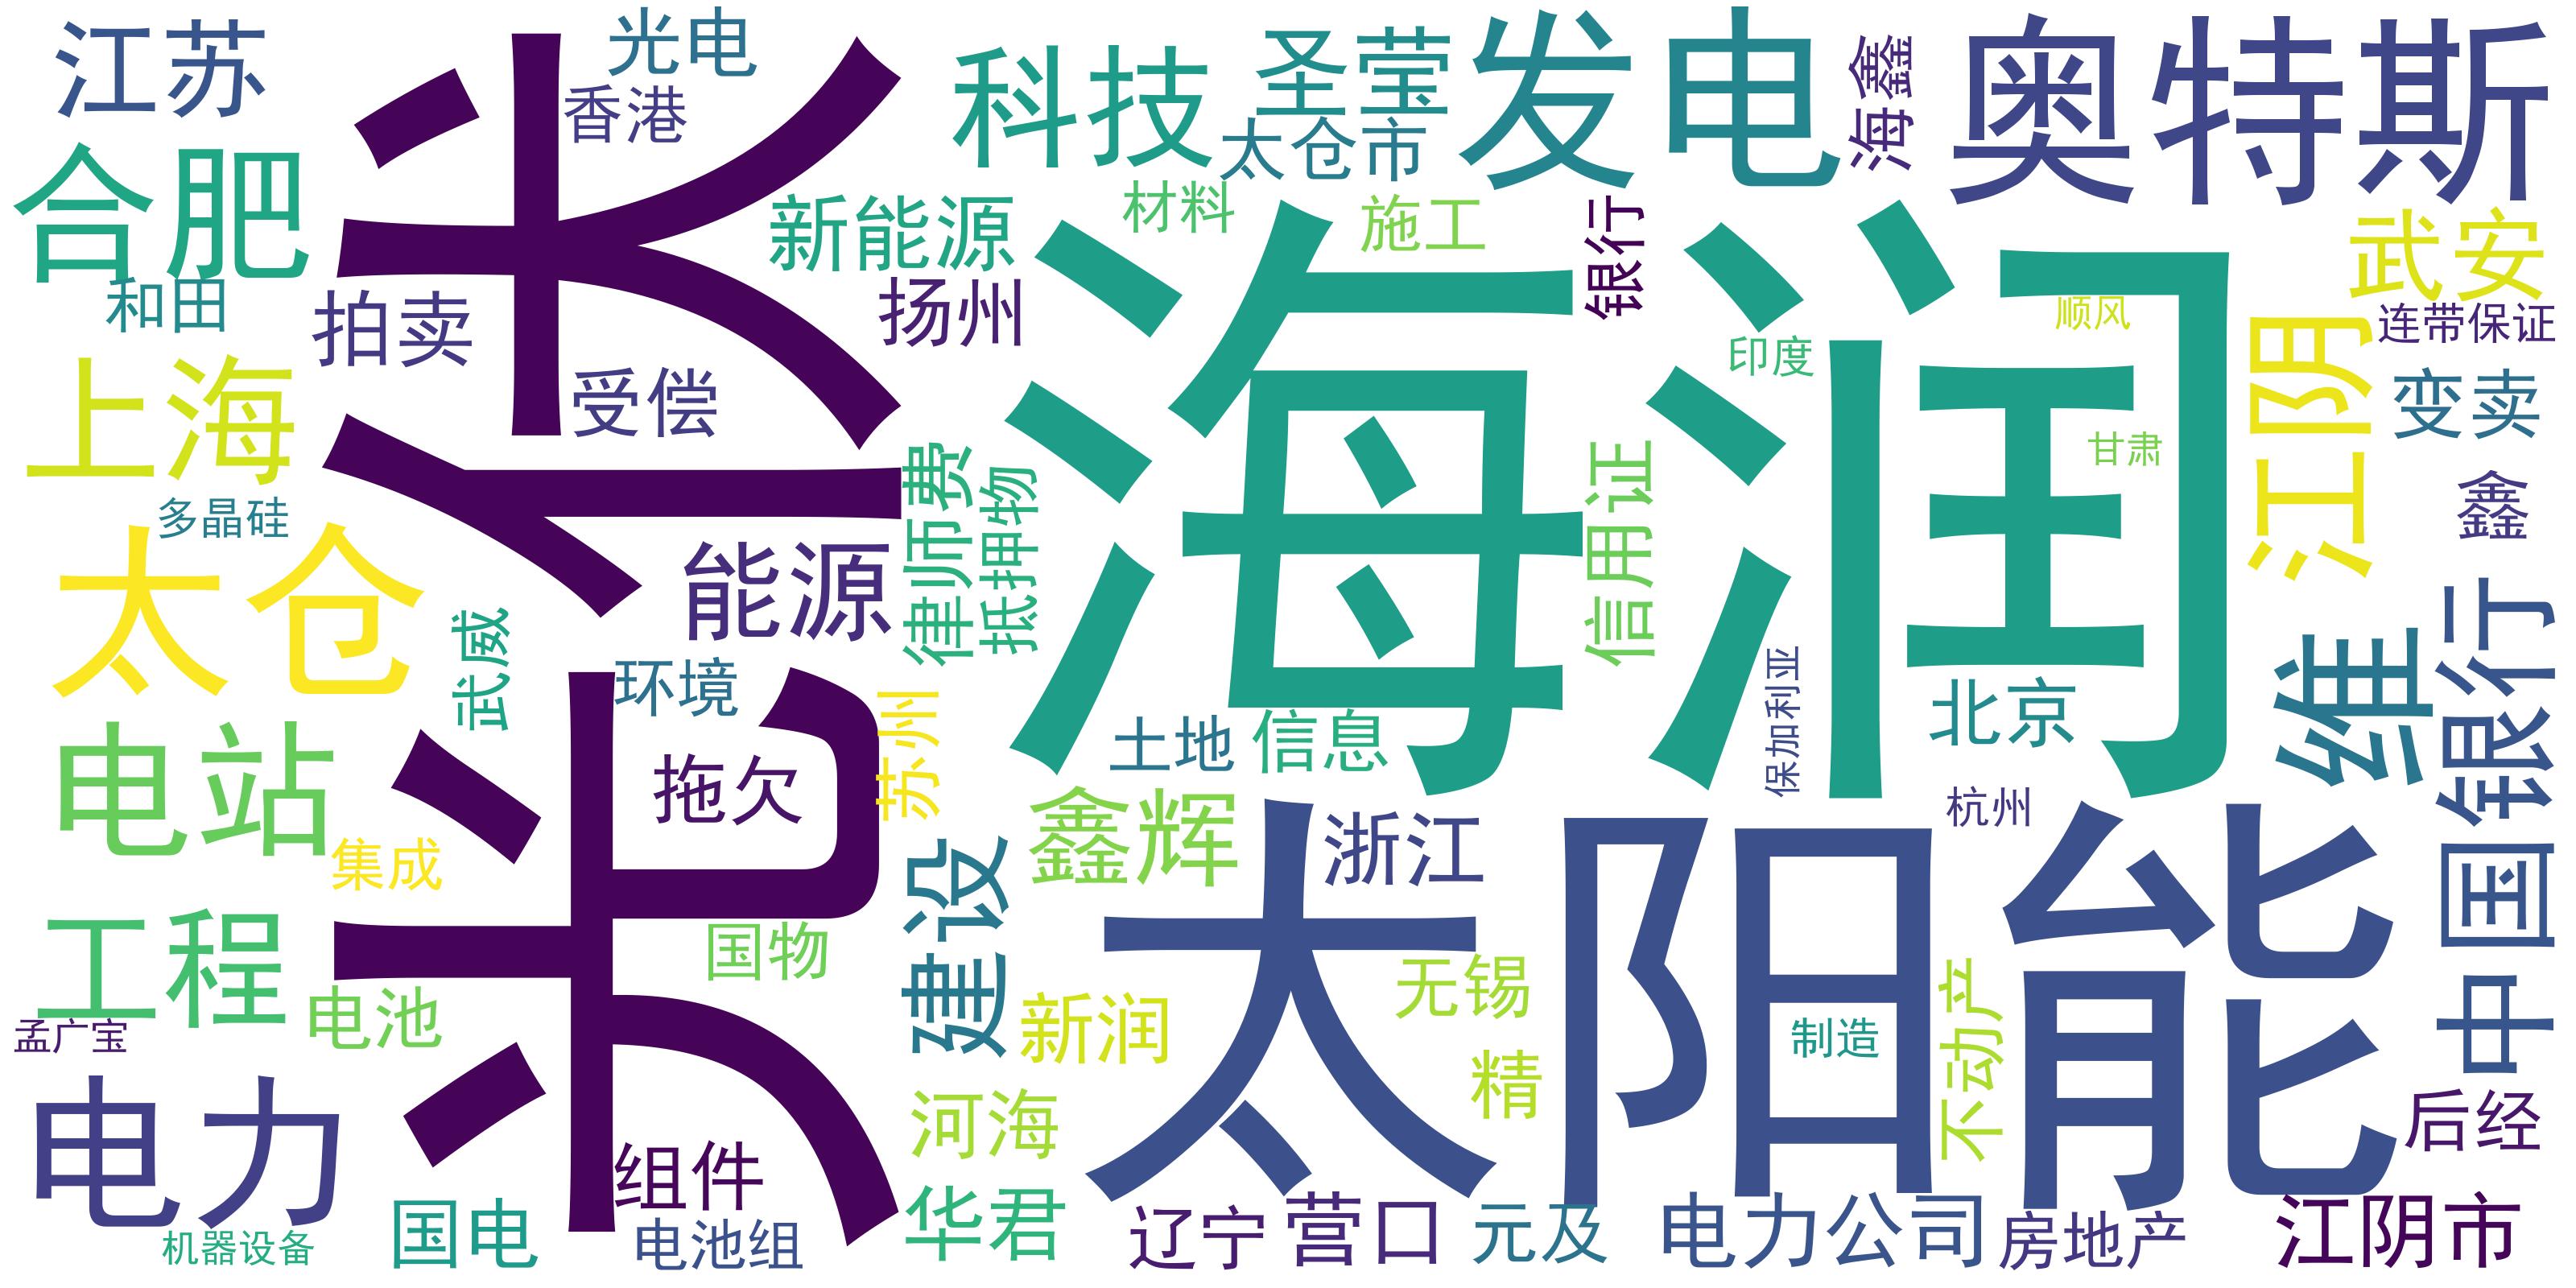 江苏
光电
香港
科技
圣莹
太仓市
发电
海鑫
奥特斯
合肥
光伏
新能源
材料
施工
银行
海润
武安
和田
拍卖
扬州
顺风
连带保证
印度
江阴
上海
受偿
变卖
律师费
抵押物
信用证
甘肃
多晶硅
鑫
太仓
能源
武威
环境
保加利亚
北京
维
中国银行
苏州
土地
信息
电站
拖欠
鑫辉
浙江
杭州
太阳能
集成
建设
工程
国物
无锡
不动产
电池
新润
制造
孟广宝
精
电力
河海
后经
组件
华君
辽宁
营口
元及
电力公司
房地产
江阴市
国电
电池组
机器设备